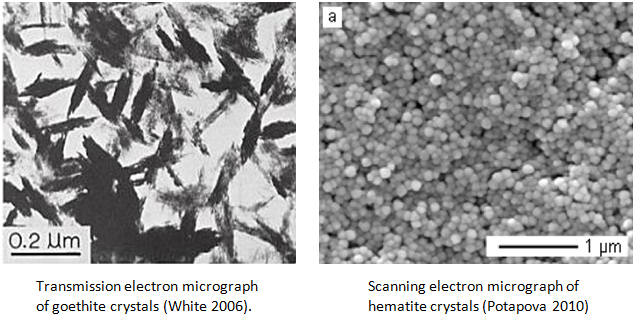 a
0.2 μm
1 μm
Transmission electron micrograph
of goethite crystals (White 2006).
Scanning electron micrograph of
hematite crystals (Potapova 2010)